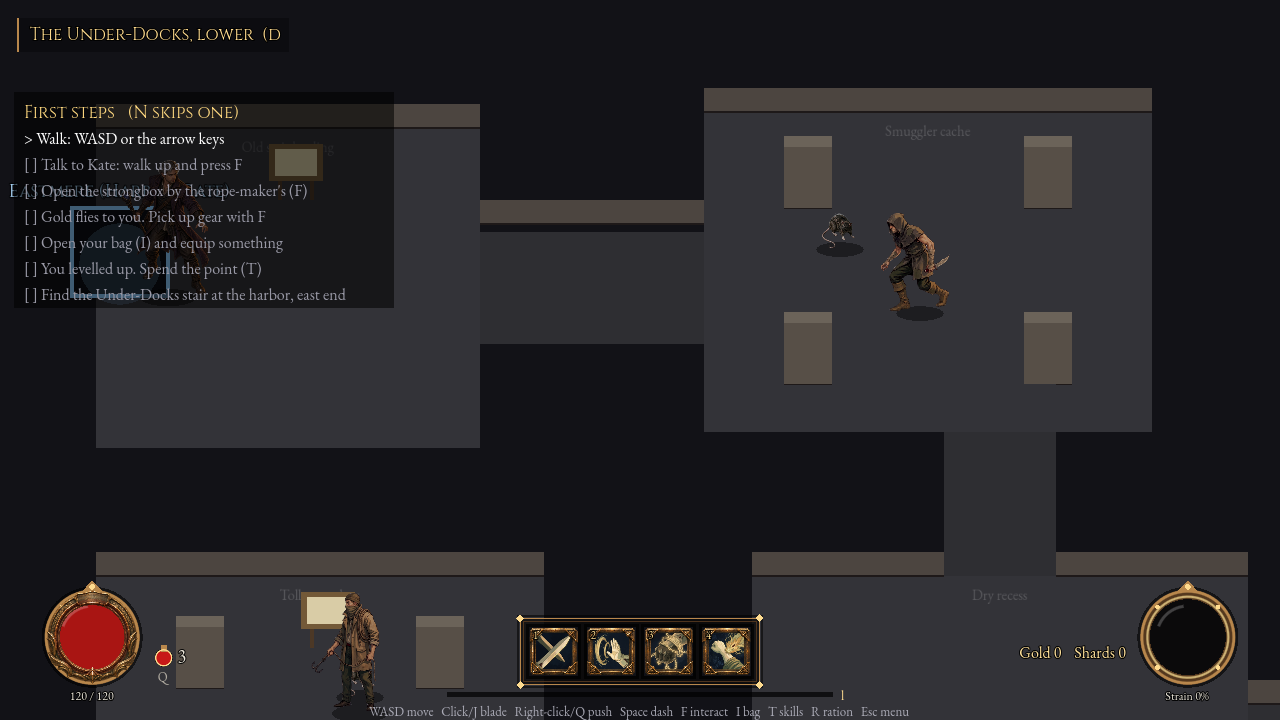 The Under-Docks, lower (D
First steps (N skips one)
> Walk: WASD or the arrow keys
[ ] Talk to Kate: walk up and press F
[ ] Open the strongbox by the rope-maker's (F)
[ ] Gold flies to you. Pick up gear with F
[ ] Open your bag (I) and equip something
[ ] You levelled up. Spend the point (T)
[ ] Find the Under-Docks stair at the harbor, east end
Smuggler cache
Dry recess
3
Q
120 / 120
2
Gold 0 Shards 0
Strain 0%
1
WASD move Click/J blade Right-click/Q push Space dash F interact I bag T skills R ration Esc menu